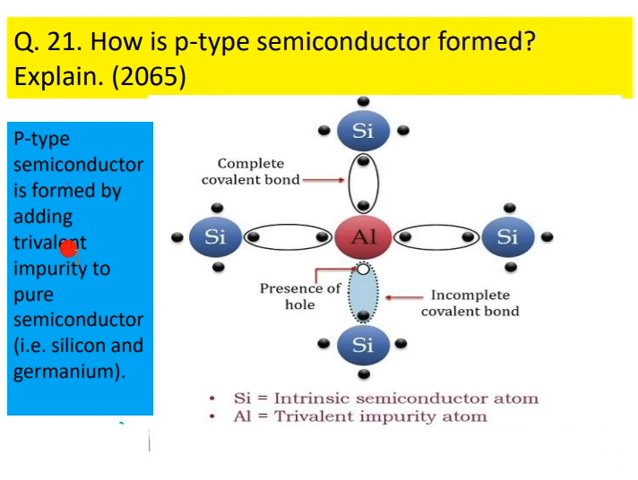 Q. 21. How is p-type semiconductor formed?
Explain. (2065)
P-type
semiconductor
is formed by
adding
trivalent
impurity to
pure
semiconductor
(i.e. silicon and
germanium).
Si
Complete
covalent bond
Si
Al
Si
Presence of
hole
Incomplete
covalent bond
Si
• Si = Intrinsic semiconductor atom
• Al = Trivalent impurity atom